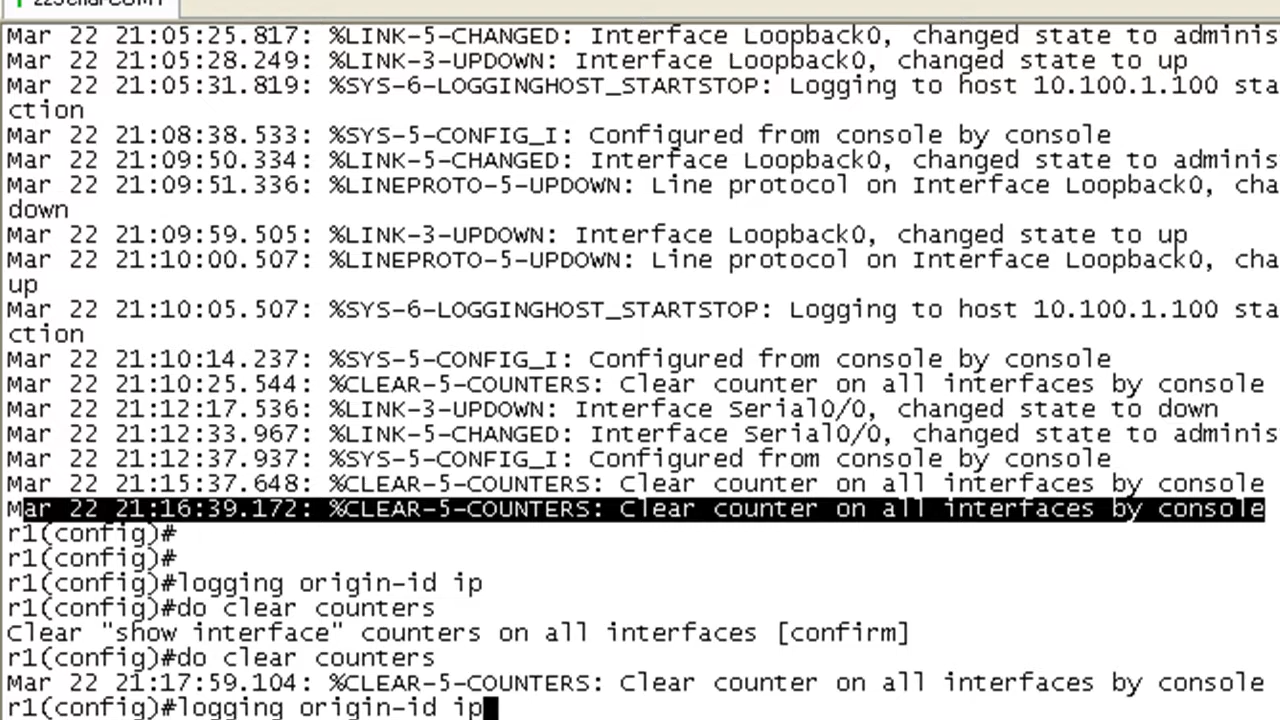 Mar 22 21:05:25.817: %LINK-5-CHANGED: Interface Loopback0, changed state to adminis
Mar 22 21:05:28.249: %LINK-3-UPDOWN: Interface Loopback0, changed state to up
Mar 22 21:05:31.819: %SYS-6-LOGGINGHOST_STARTSTOP: Logging to host 10.100.1.100 sta
ction
Mar 22 21:08:38.533: %SYS-5-CONFIG_I: Configured from console by console
Mar 22 21:09:50.334: %LINK-5-CHANGED: Interface Loopback0, changed state to adminis
Mar 22 21:09:51.336: %LINEPROTO-5-UPDOWN: Line protocol on Interface Loopback0, cha
down
Mar 22 21:09:59.505: %LINK-3-UPDOWN: Interface Loopback0, changed state to up
Mar 22 21:10:00.507: %LINEPROTO-5-UPDOWN: Line protocol on Interface Loopback0, cha
up
Mar 22 21:10:05.507: %SYS-6-LOGGINGHOST_STARTSTOP: Logging to host 10.100.1.100 sta
ction
Mar 22 21:10:14.237: %SYS-5-CONFIG_I: Configured from console by console
Mar 22 21:10:25.544: %CLEAR-5-COUNTERS: Clear counter on all interfaces by console
Mar 22 21:12:17.536: %LINK-3-UPDOWN: Interface Serial0/0, changed state to down
Mar 22 21:12:33.967: %LINK-5-CHANGED: Interface Serial0/0, changed state to adminis
Mar 22 21:12:37.937: %SYS-5-CONFIG_I: Configured from console by console
Mar 22 21:15:37.648: %CLEAR-5-COUNTERS: Clear counter on all interfaces by console
Mar 22 21:16:39.172: %CLEAR-5-COUNTERS: Clear counter on all interfaces by console
r1(config)#
r1(config)#
r1(config)#logging origin-id ip
r1(config)#do clear counters
Clear "show interface" counters on all interfaces [confirm]
r1(config)#do clear counters
Mar 22 21:17:59.104: %CLEAR-5-COUNTERS: Clear counter on all interfaces by console
r1(config)#logging origin-id ip